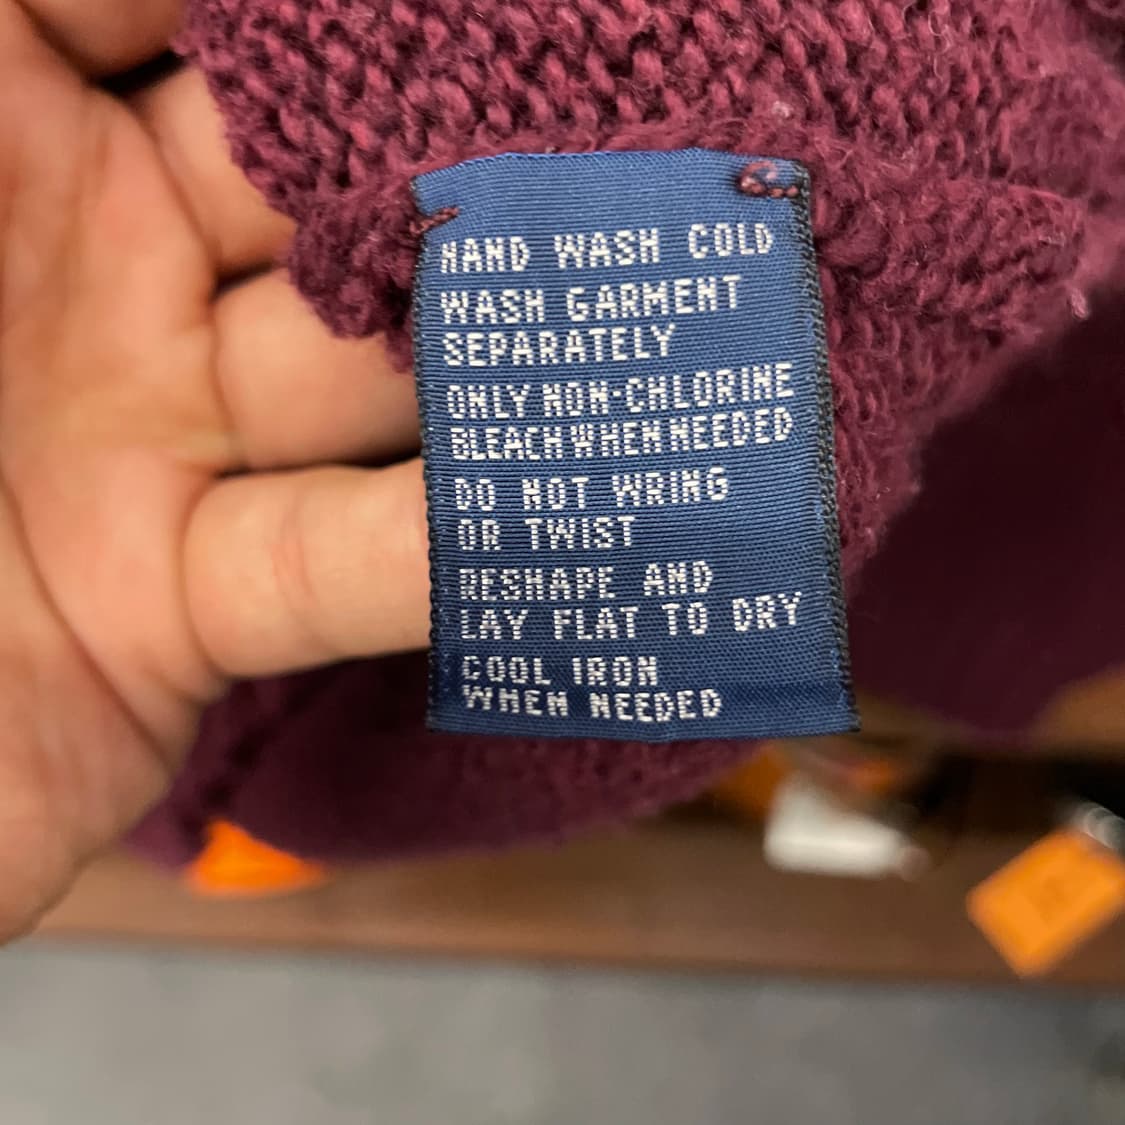 HAND WASH COLD
WASH GARMENT
SEPARATELY
ONLY NON-CHLORINE
BLEACH WHEN NEEDED
DO NOT WRING
OR TWIST
RESHAPE AND
LAY FLAT TO DRY
COOL IRON
WHEN NEEDED